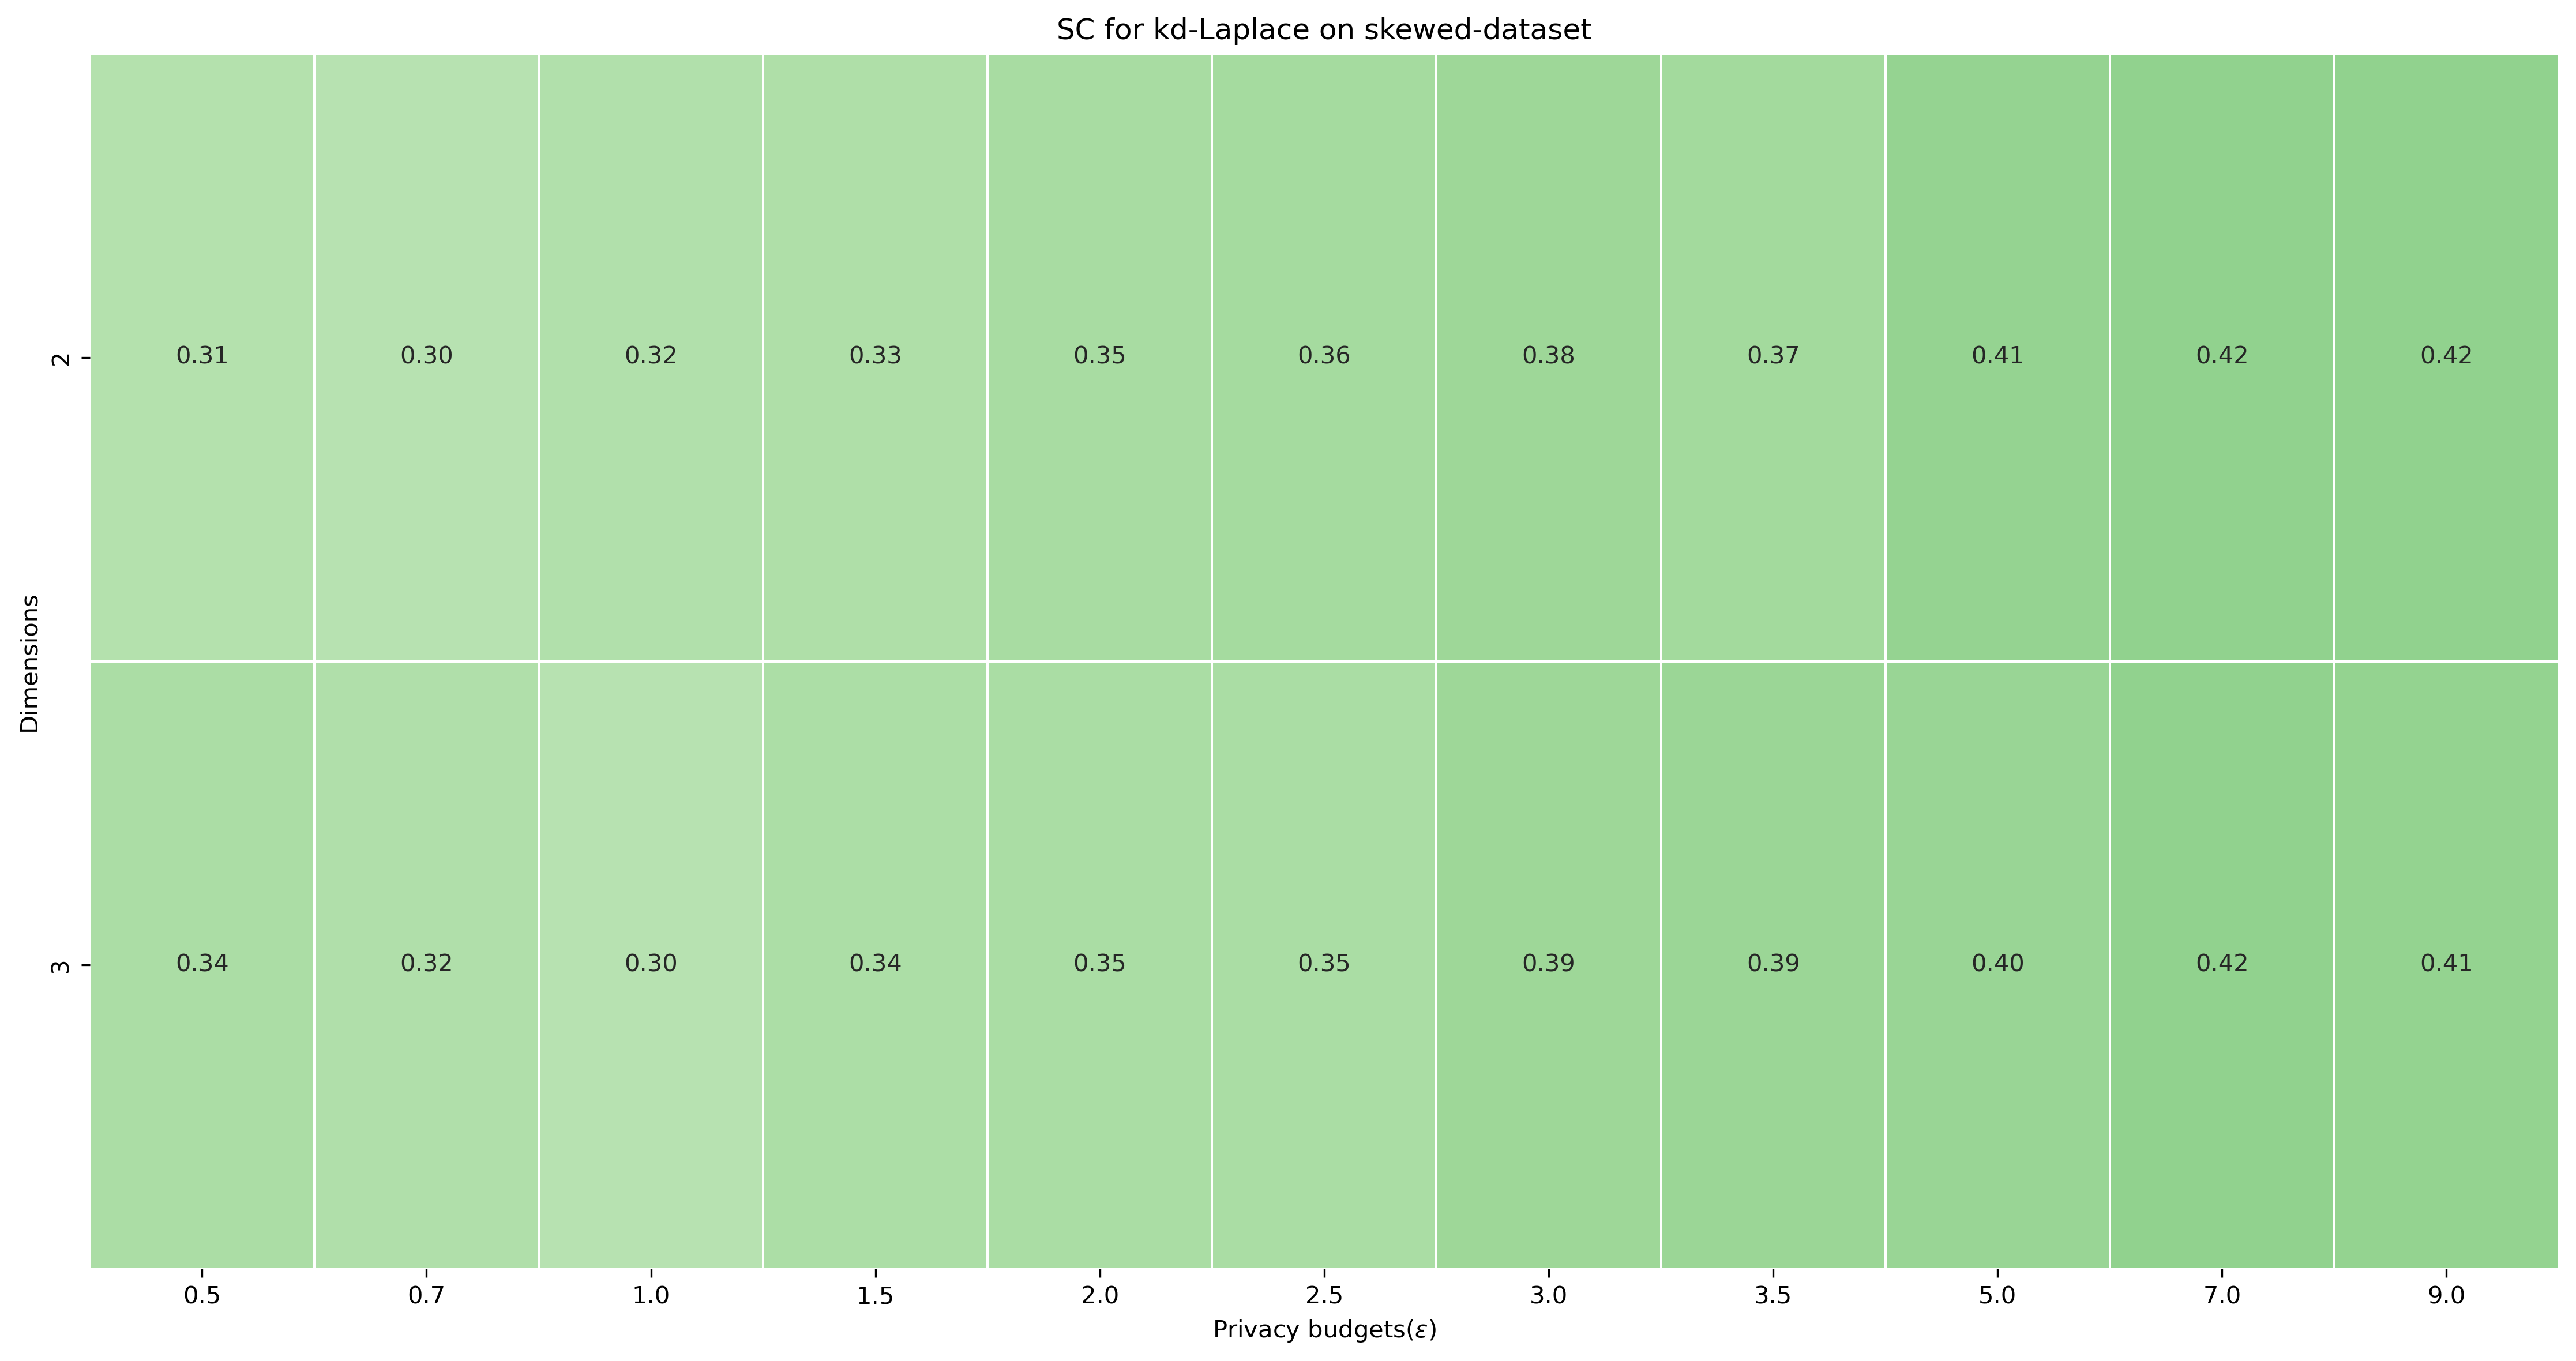 SC for kd-Laplace on skewed-dataset
Dimensions
2
0.31 0.30 0.32 0.33 0.35 0.36 0.38 0.37 0.41 0.42 0.42
3
0.34 0.32 0.30 0.34 0.35 0.35 0.39 0.39 0.40 0.42 0.41
0.5 0.7 1.0 1.5 2.0 2.5 3.0 3.5 5.0 7.0 9.0
Privacy budgets(ε)